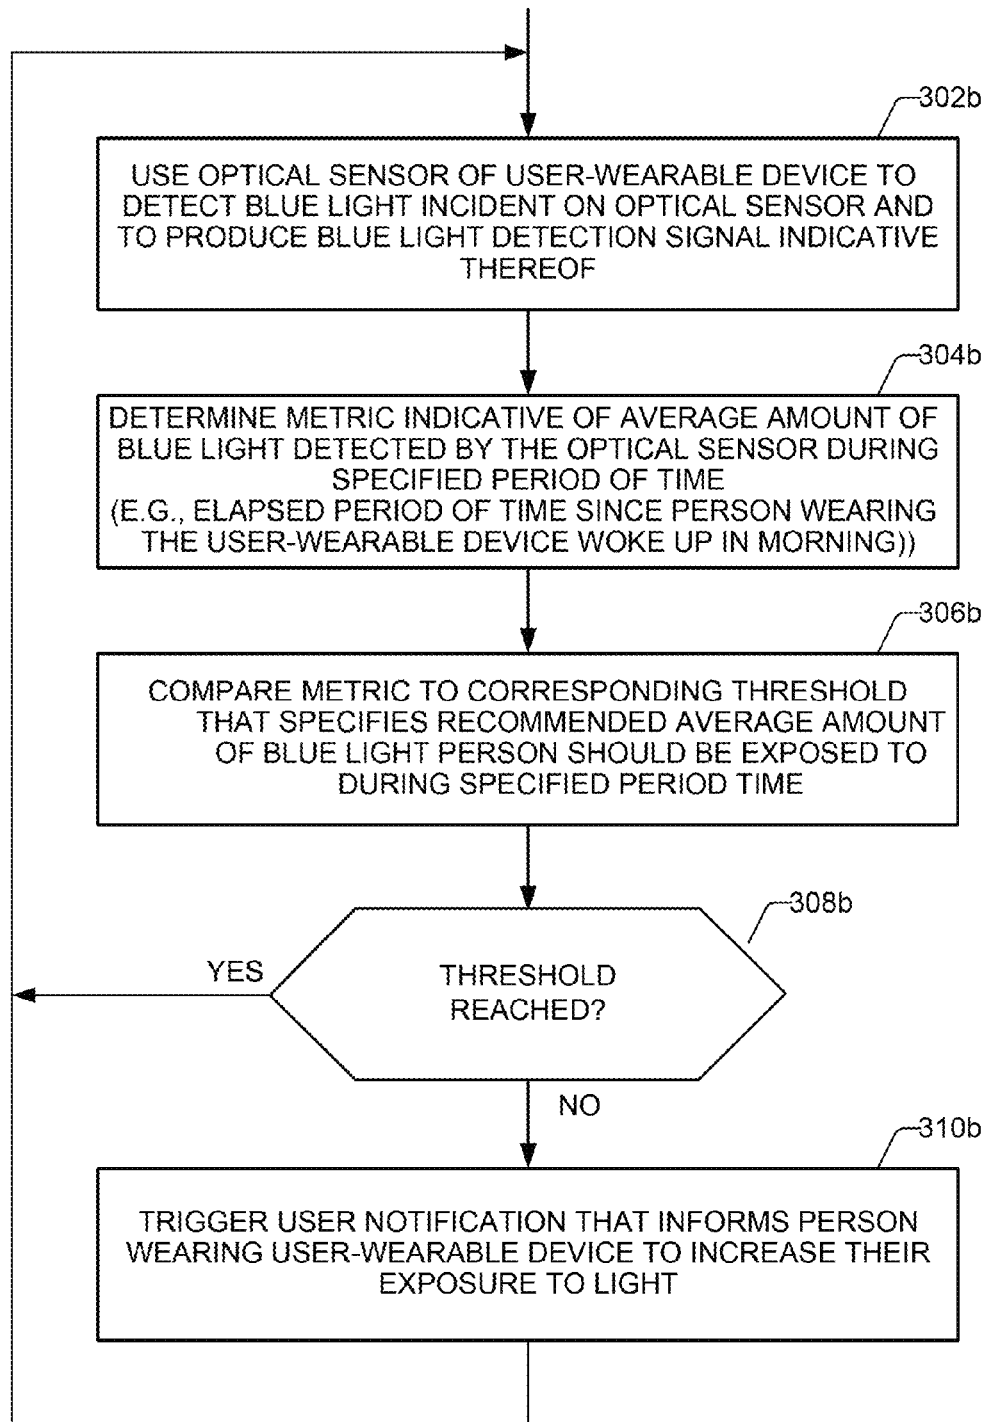 302b
USE OPTICAL SENSOR OF USER-WEARABLE DEVICE TO
DETECT BLUE LIGHT INCIDENT ON OPTICAL SENSOR AND
TO PRODUCE BLUE LIGHT DETECTION SIGNAL INDICATIVE
THEREOF
304b
DETERMINE METRIC INDICATIVE OF AVERAGE AMOUNT OF
BLUE LIGHT DETECTED BY THE OPTICAL SENSOR DURING
SPECIFIED PERIOD OF TIME
(E.G., ELAPSED PERIOD OF TIME SINCE PERSON WEARING
THE USER-WEARABLE DEVICE WOKE UP IN MORNING))
306b
COMPARE METRIC TO CORRESPONDING THRESHOLD
THAT SPECIFIES RECOMMENDED AVERAGE AMOUNT
OF BLUE LIGHT PERSON SHOULD BE EXPOSED TO
DURING SPECIFIED PERIOD TIME
308b
YES
THRESHOLD
REACHED?
NO
310b
TRIGGER USER NOTIFICATION THAT INFORMS PERSON
WEARING USER-WEARABLE DEVICE TO INCREASE THEIR
EXPOSURE TO LIGHT